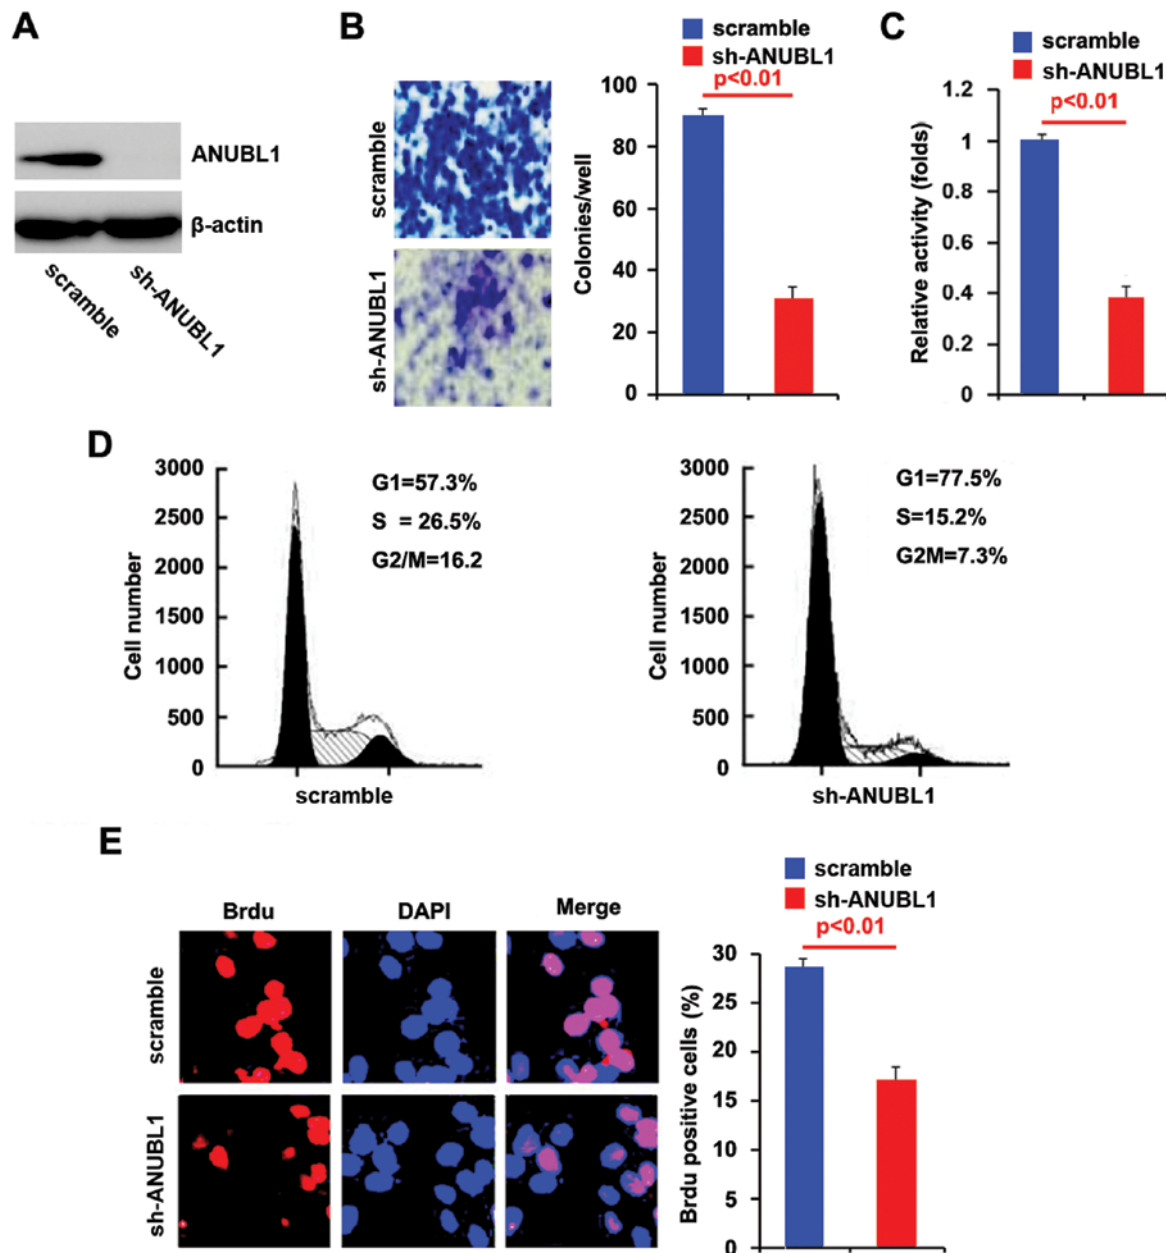 A
ANUBL1
β-actin
scramble
sh-ANUBL1
B
scramble
sh-ANUBL1
scramble
sh-ANUBL1
p<0.01
Colonies/well
100
80
60
40
20
0
C
scramble
sh-ANUBL1
p<0.01
Relative activity (folds)
1.2
1
0.8
0.6
0.4
0.2
0
D
Cell number
3000
2500
2000
1500
1000
500
0
G1=57.3%
S = 26.5%
G2/M=16.2
scramble
Cell number
3000
2500
2000
1500
1000
500
0
G1=77.5%
S=15.2%
G2M=7.3%
sh-ANUBL1
E
Brdu
DAPI
Merge
scramble
sh-ANUBL1
scramble
sh-ANUBL1
p<0.01
Brdu positive cells (%)
30
25
20
15
10
5
0